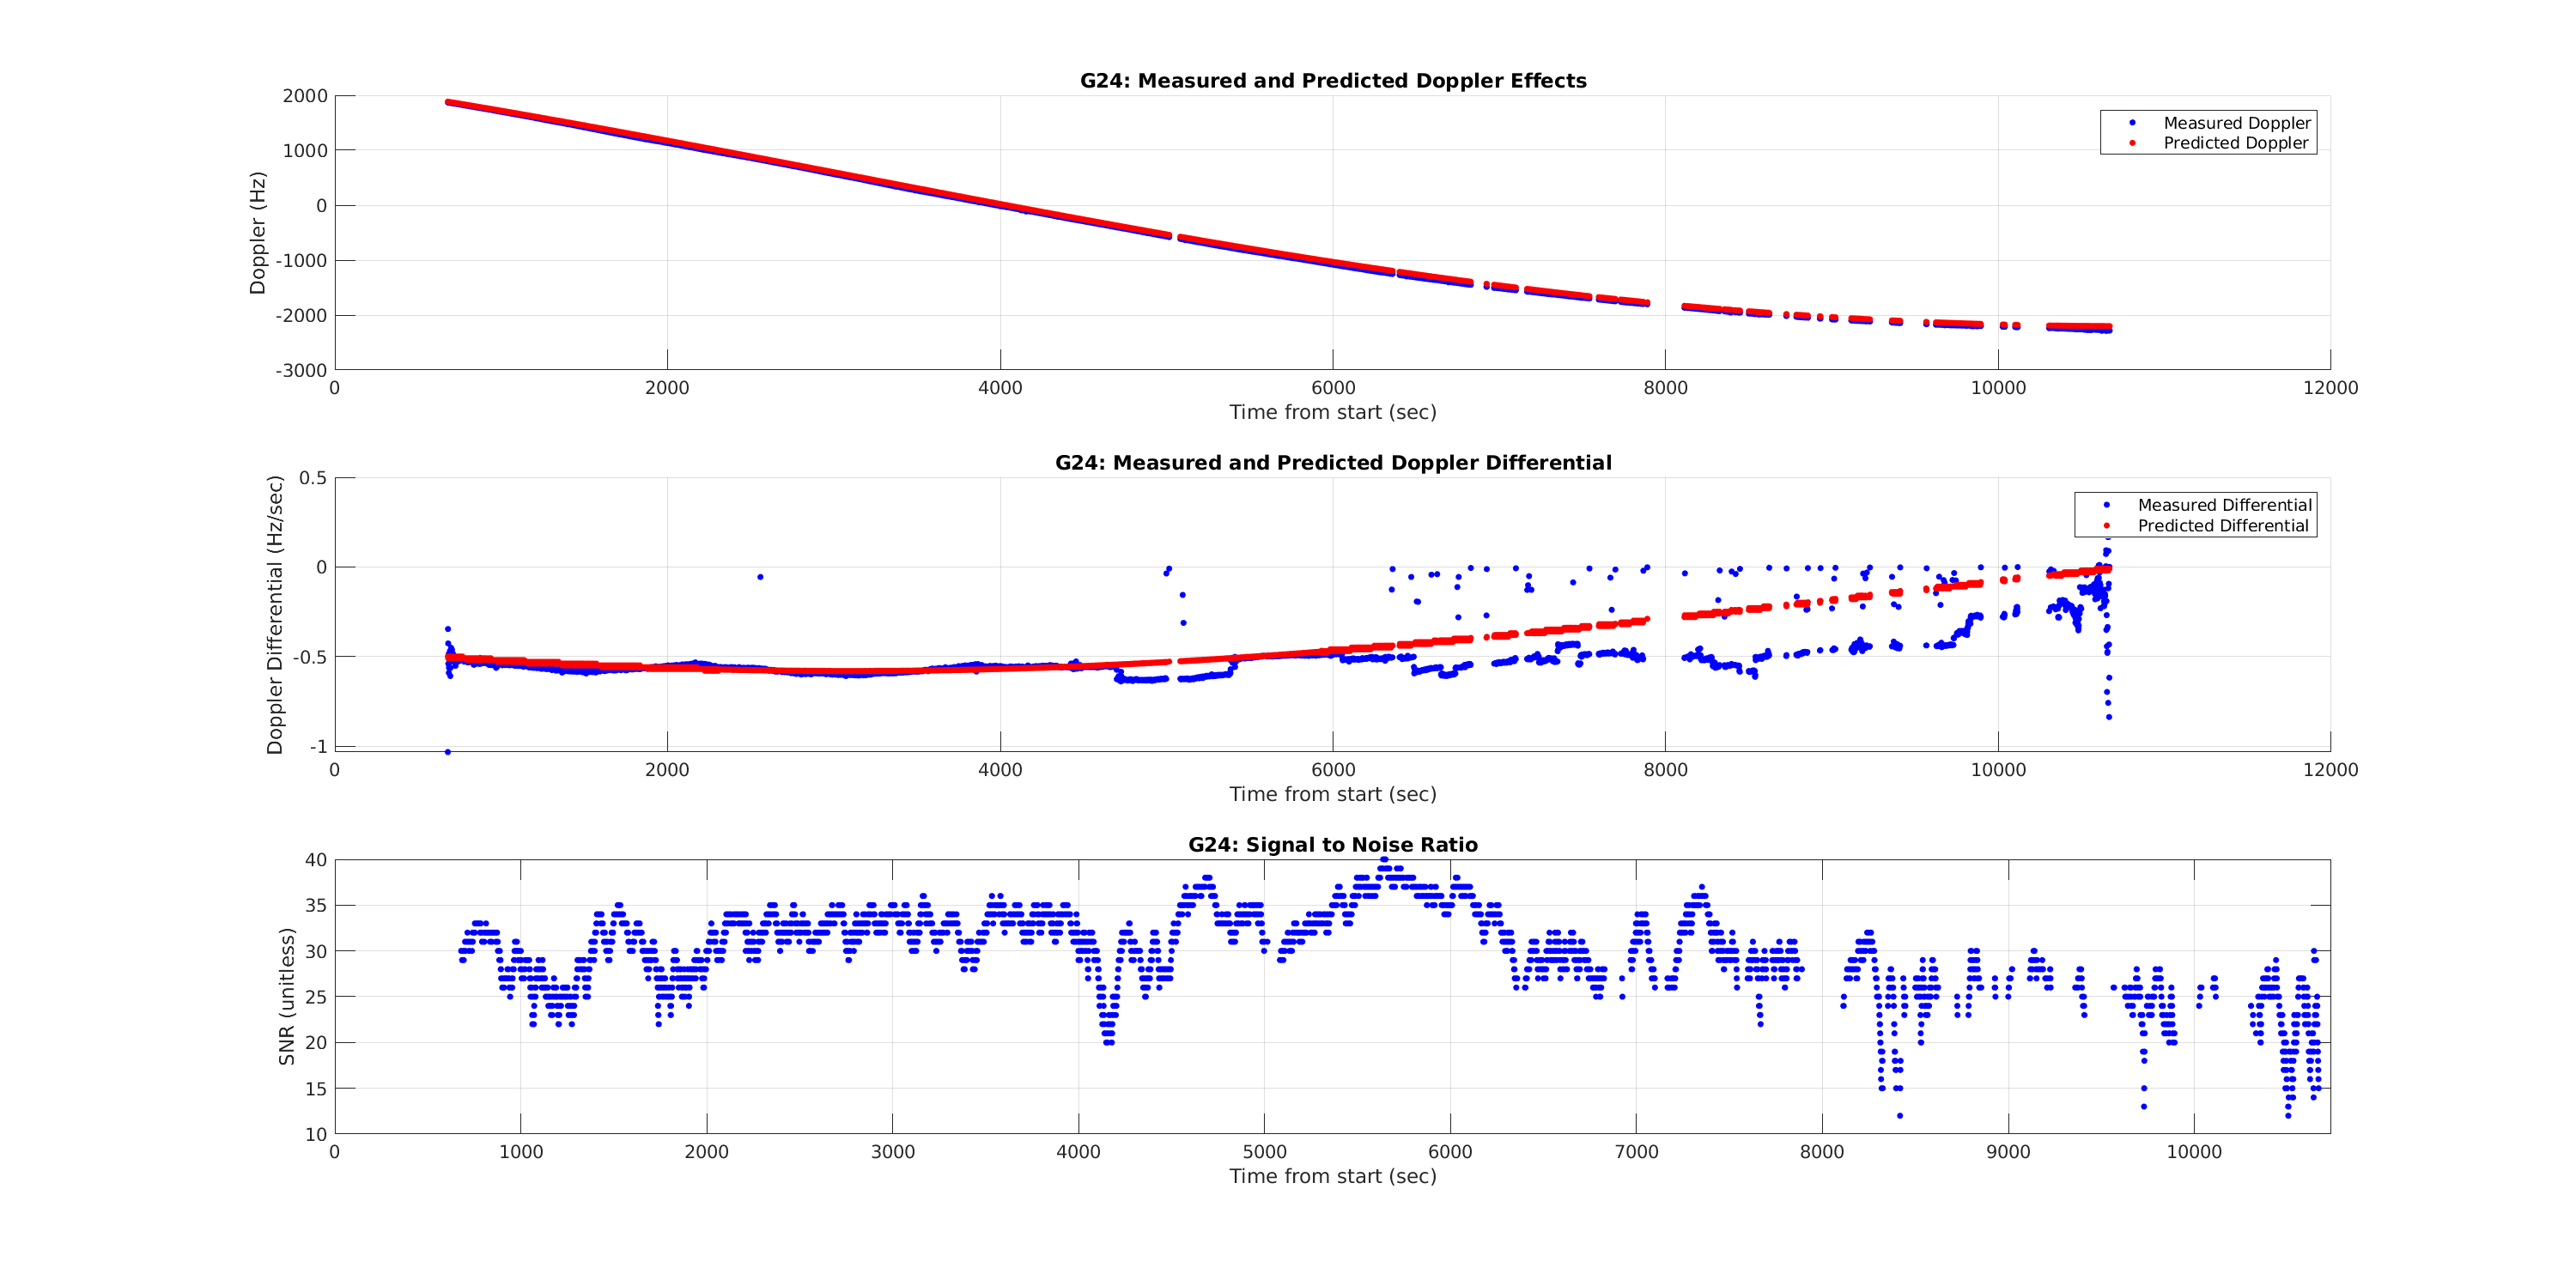 G24: Measured and Predicted Doppler Effects
2000
1000
0
-1000
-2000
-3000
Doppler (Hz)
Measured Doppler
Predicted Doppler
0 2000 4000 6000 8000 10000 12000
Time from start (sec)
G24: Measured and Predicted Doppler Differential
0.5
0
-0.5
-1
Doppler Differential (Hz/sec)
Measured Differential
Predicted Differential
0 2000 4000 6000 8000 10000 12000
Time from start (sec)
G24: Signal to Noise Ratio
40
35
30
25
20
15
10
SNR (unitless)
0 1000 2000 3000 4000 5000 6000 7000 8000 9000 10000
Time from start (sec)